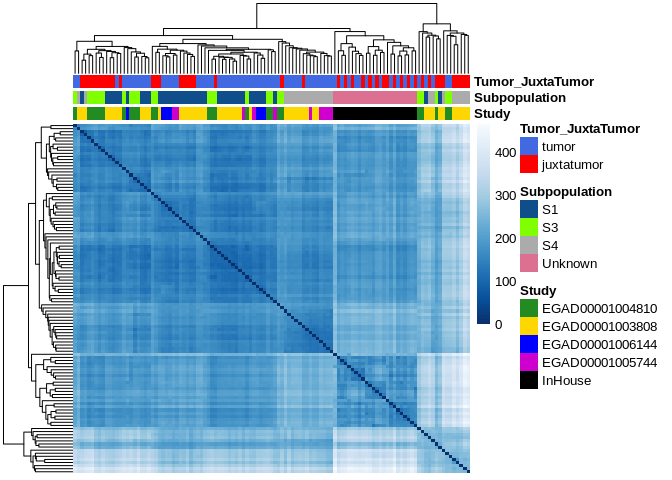 Tumor_JuxtaTumor
Subpopulation
Study
400
300
200
100
0
Tumor_JuxtaTumor
tumor
juxtatumor
Subpopulation
S1
S3
S4
Unknown
Study
EGAD00001004810
EGAD00001003808
EGAD00001006144
EGAD00001005744
InHouse